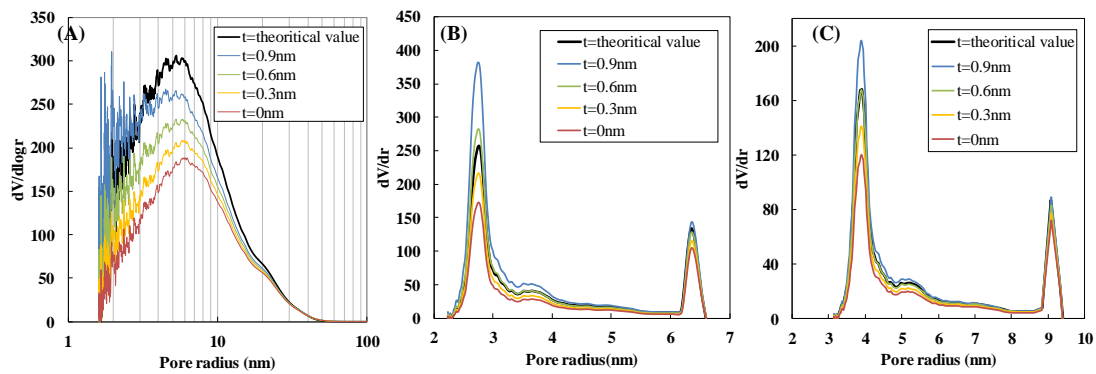 (A)
350
300
250
200
150
100
50
0
dV/dlogr
1
10
100
Pore radius (nm)
t=theoritical value
t=0.9nm
t=0.6nm
t=0.3nm
t=0nm
(B)
450
400
350
300
250
200
150
100
50
0
dV/dr
2
3
4
5
6
7
Pore radius(nm)
t=theoritical value
t=0.9nm
t=0.6nm
t=0.3nm
t=0nm
(C)
200
160
120
80
40
0
dV/dr
2
3
4
5
6
7
8
9
10
Pore radius (nm)
t=theoritical value
t=0.9nm
t=0.6nm
t=0.3nm
t=0nm